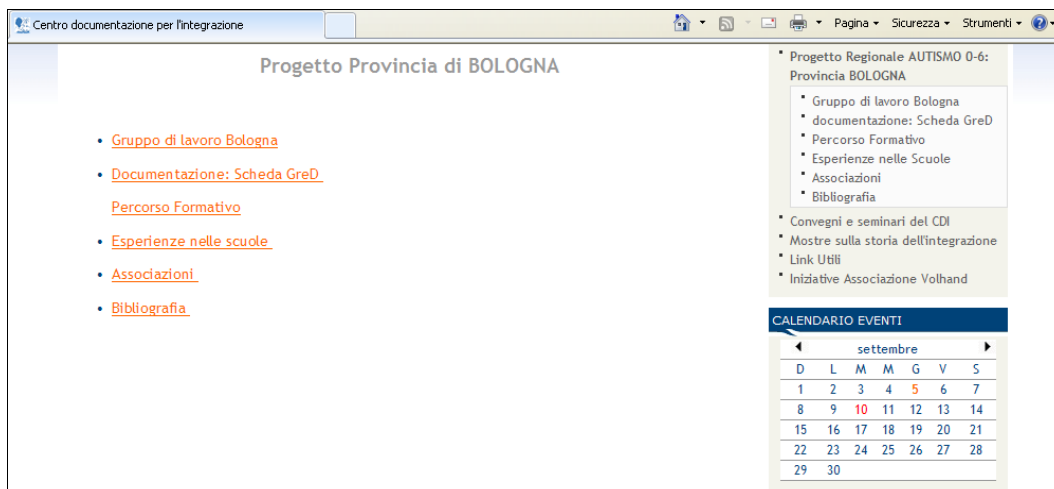 Centro documentazione per l'integrazione
Pagina
Sicurezza
Strumenti
Progetto Provincia di BOLOGNA
Gruppo di lavoro Bologna
Documentazione: Scheda GreD
Percorso Formativo
Esperienze nelle scuole
Associazioni
Bibliografia
Progetto Regionale AUTISMO 0-6:
Provincia BOLOGNA
Gruppo di lavoro Bologna
documentazione: Scheda GreD
Percorso Formativo
Esperienze nelle Scuole
Associazioni
Bibliografia
Convegni e seminari del CDI
Mostre sulla storia dell'integrazione
Link Utili
Iniziative Associazione Volhand
CALENDARIO EVENTI
settembre
D L M M G V S
1 2 3 4 5 6 7
8 9 10 11 12 13 14
15 16 17 18 19 20 21
22 23 24 25 26 27 28
29 30